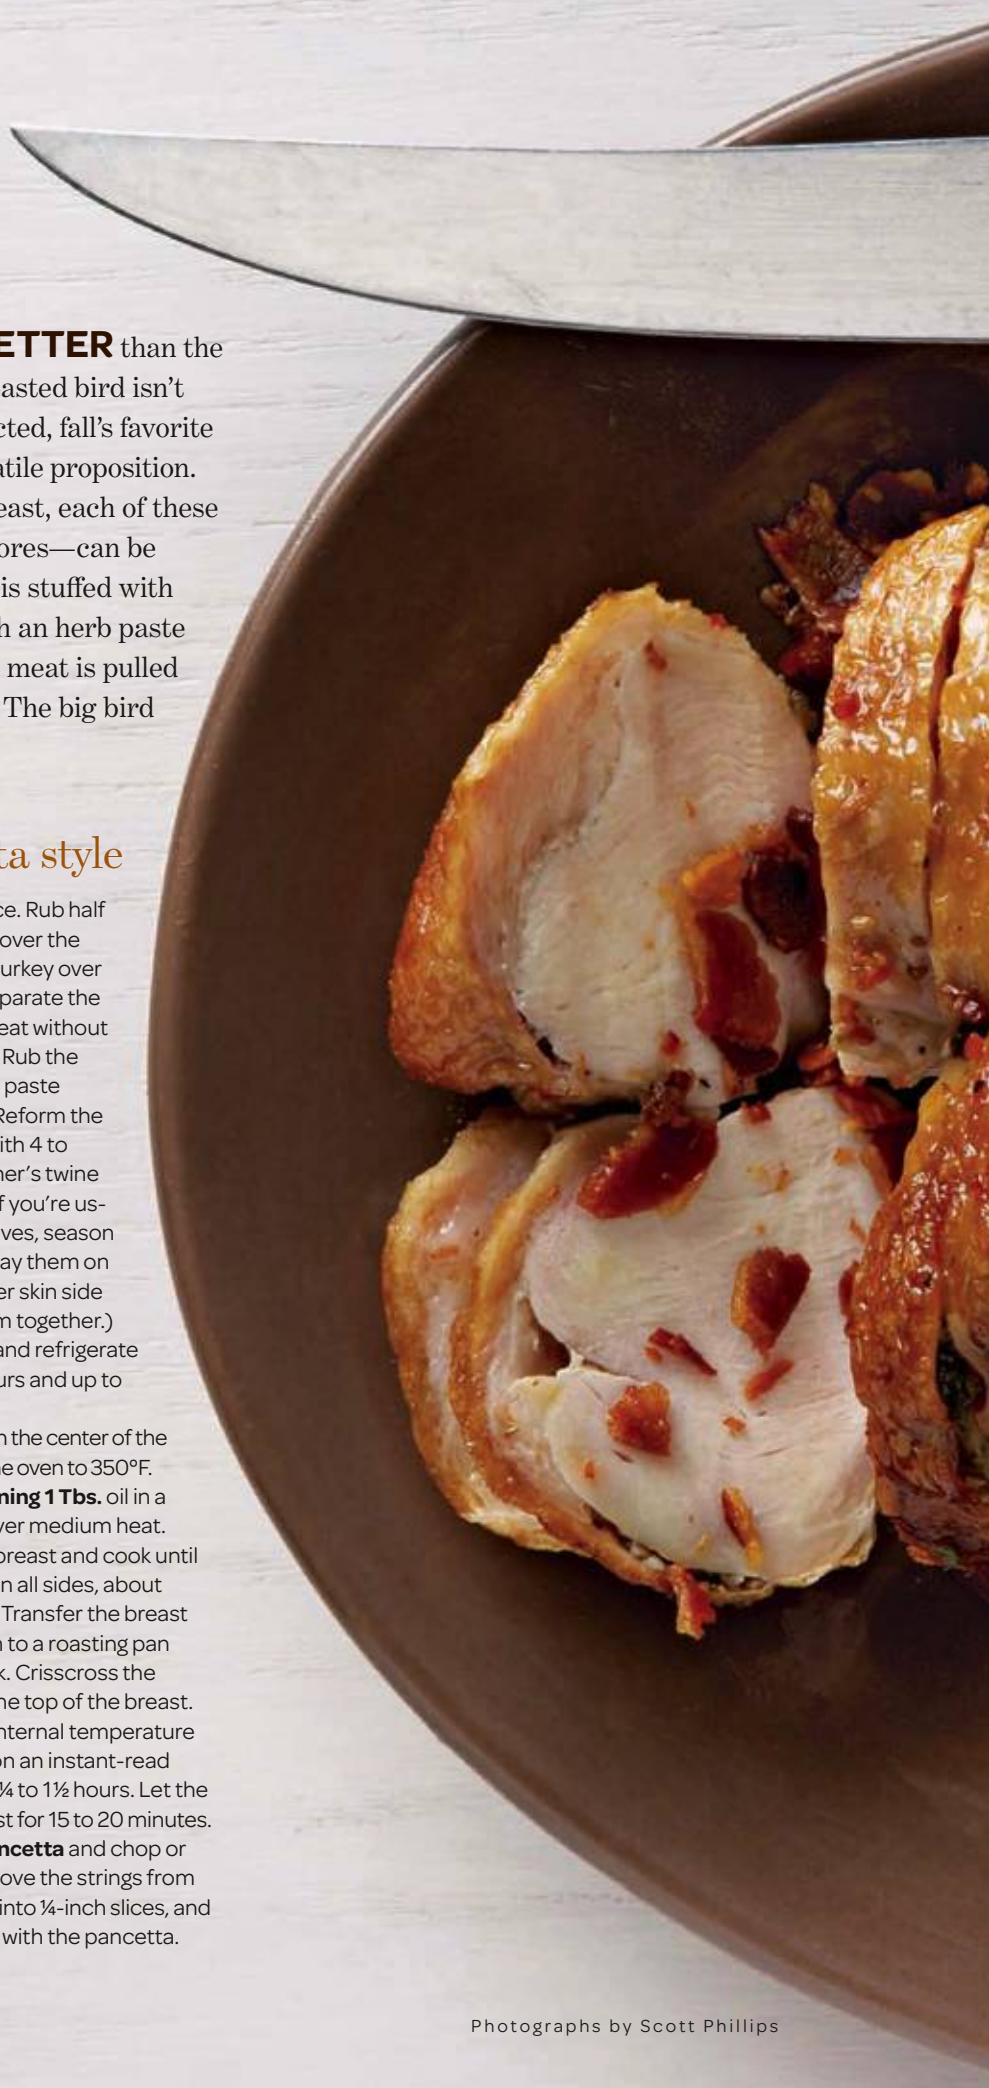 ETTER than the
asted bird isn't
cted, fall's favorite
atile proposition.
east, each of these
ores—can be
is stuffed with
h an herb paste
meat is pulled
The big bird
ta style
ce. Rub half
over the
urkey over
parate the
eat without
Rub the
paste
Reform the
ith 4 to
ner's twine
f you're us-
ves, season
ay them on
er skin side
m together.)
and refrigerate
urs and up to
n the center of the
e oven to 350°F.
ning 1 Tbs. oil in a
ver medium heat.
breast and cook until
n all sides, about
Transfer the breast
n to a roasting pan
k. Crisscross the
he top of the breast.
nternal temperature
on an instant-read
¼ to 1½ hours. Let the
st for 15 to 20 minutes.
ncetta and chop or
ove the strings from
into ¼-inch slices, and
with the pancetta.
Photographs by Scott Phillips